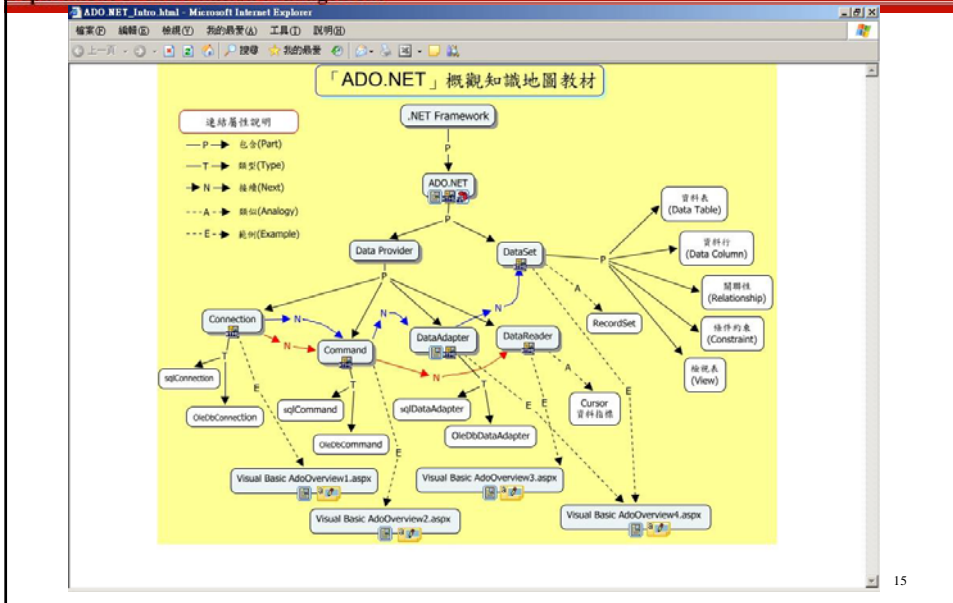 ADO.NET_Intro.html - Microsoft Internet Explorer
檔案(F) 編輯(E) 檢視(V) 我的最愛(A) 工具(T) 說明(H)
上一頁 搜尋 我的最愛
「ADO.NET」概觀知識地圖教材
連結屬性說明
P 包含(Part)
T 類型(Type)
N 接續(Next)
A 類似(Analogy)
E 範例(Example)
.NET Framework
P
ADO.NET
P
Data Provider
DataSet
P
P
資料表
(Data Table)
資料行
(Data Column)
關聯性
(Relationship)
條件約束
(Constraint)
檢視表
(View)
A
RecordSet
Connection
N
N
Command
N
N
DataAdapter
N
DataReader
T
sqlConnection
OleDbConnection
E
T
sqlCommand
OleDbCommand
E
T
sqlDataAdapter
OleDbDataAdapter
E
E
A
Cursor
資料指標
E
Visual Basic AdoOverview1.aspx
Visual Basic AdoOverview2.aspx
Visual Basic AdoOverview3.aspx
Visual Basic AdoOverview4.aspx
15